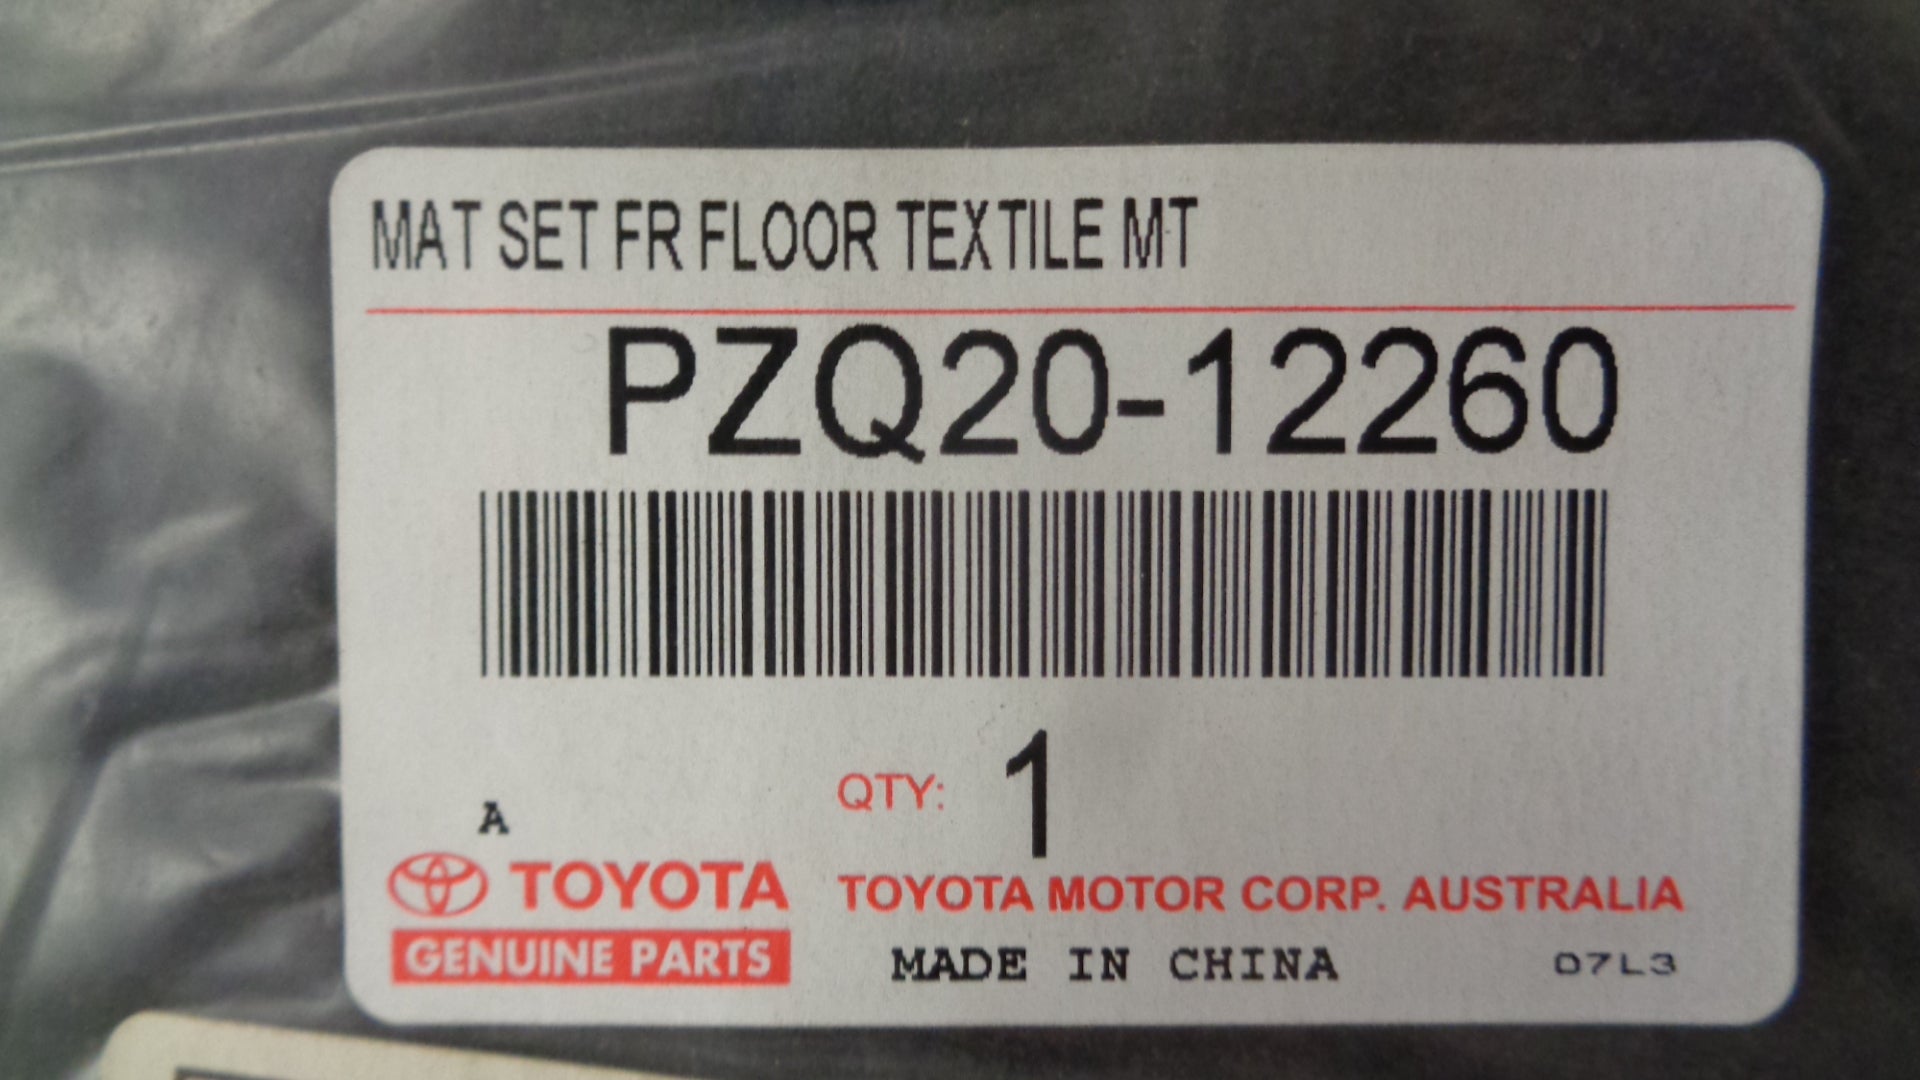 MAT SET FR FLOOR TEXTILE MT
PZQ20-12260
QTY: 1
A
TOYOTA
GENUINE PARTS
TOYOTA MOTOR CORP. AUSTRALIA
MADE IN CHINA 07L3